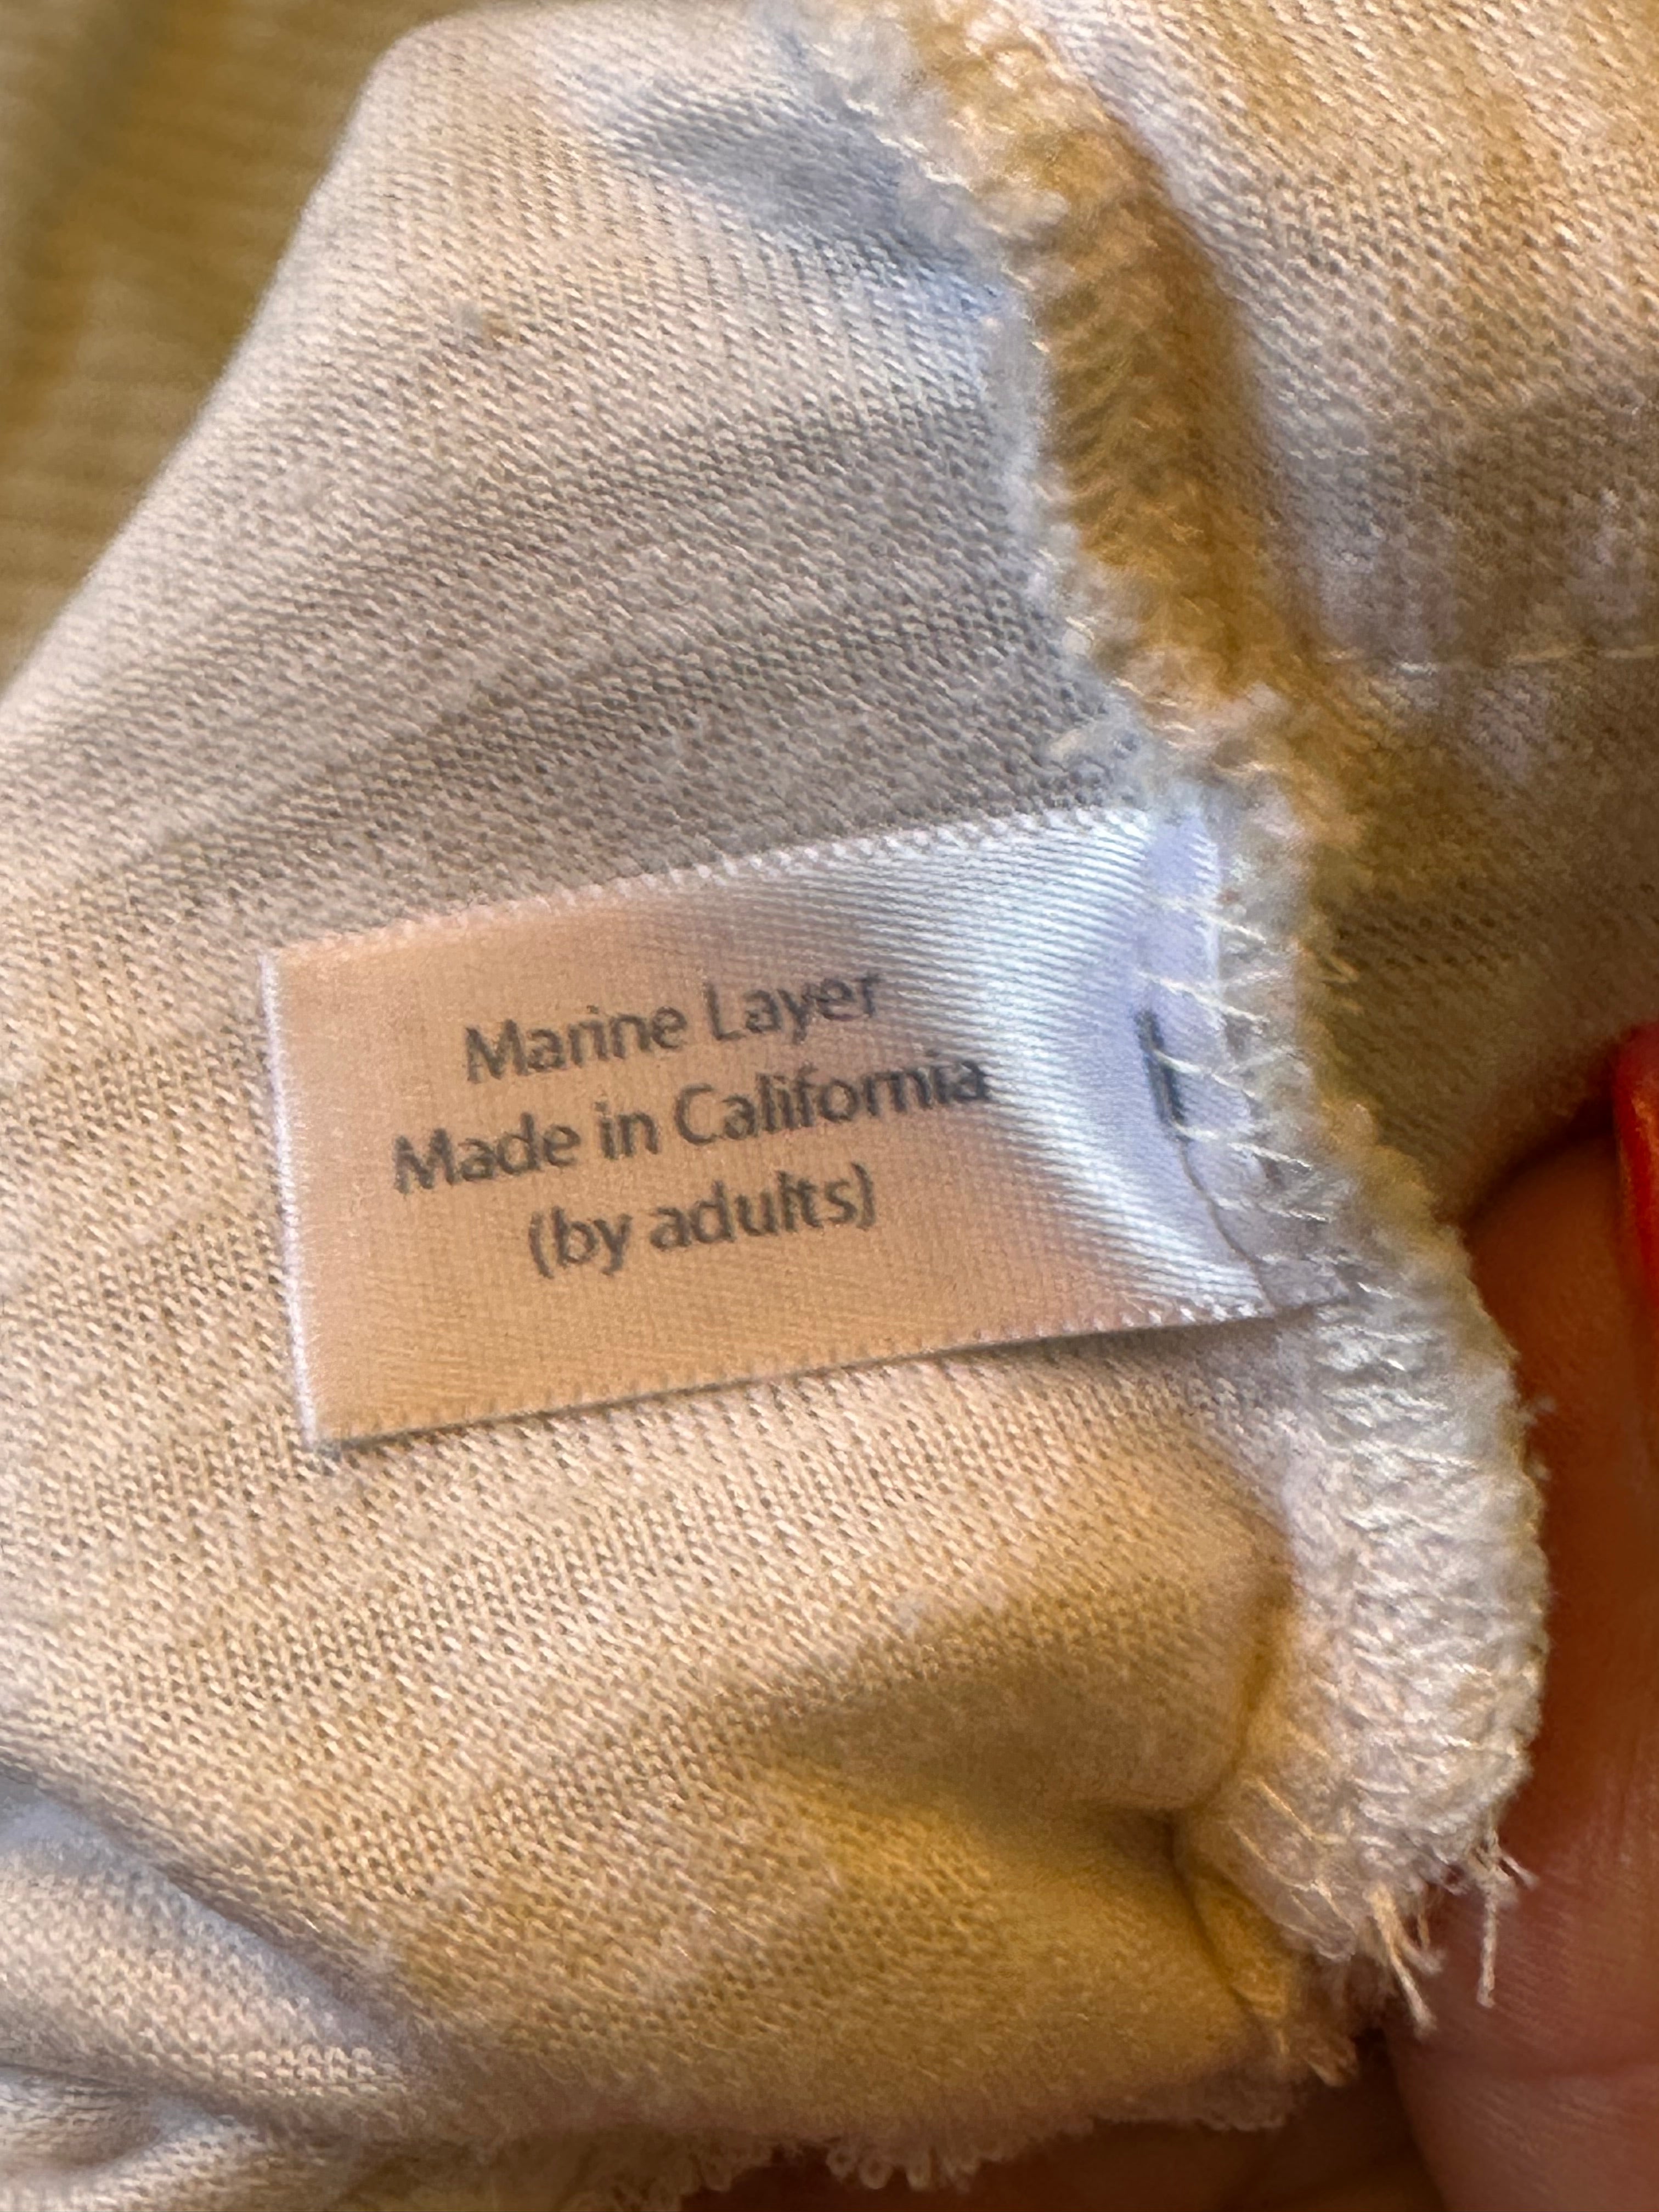 Marine Layer
Made in California
(by adults)